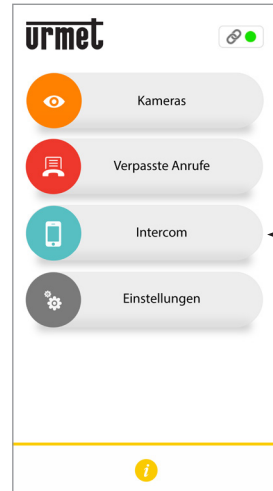 urmet
Kameras
Verpasste Anrufe
Intercom
Einstellungen
i